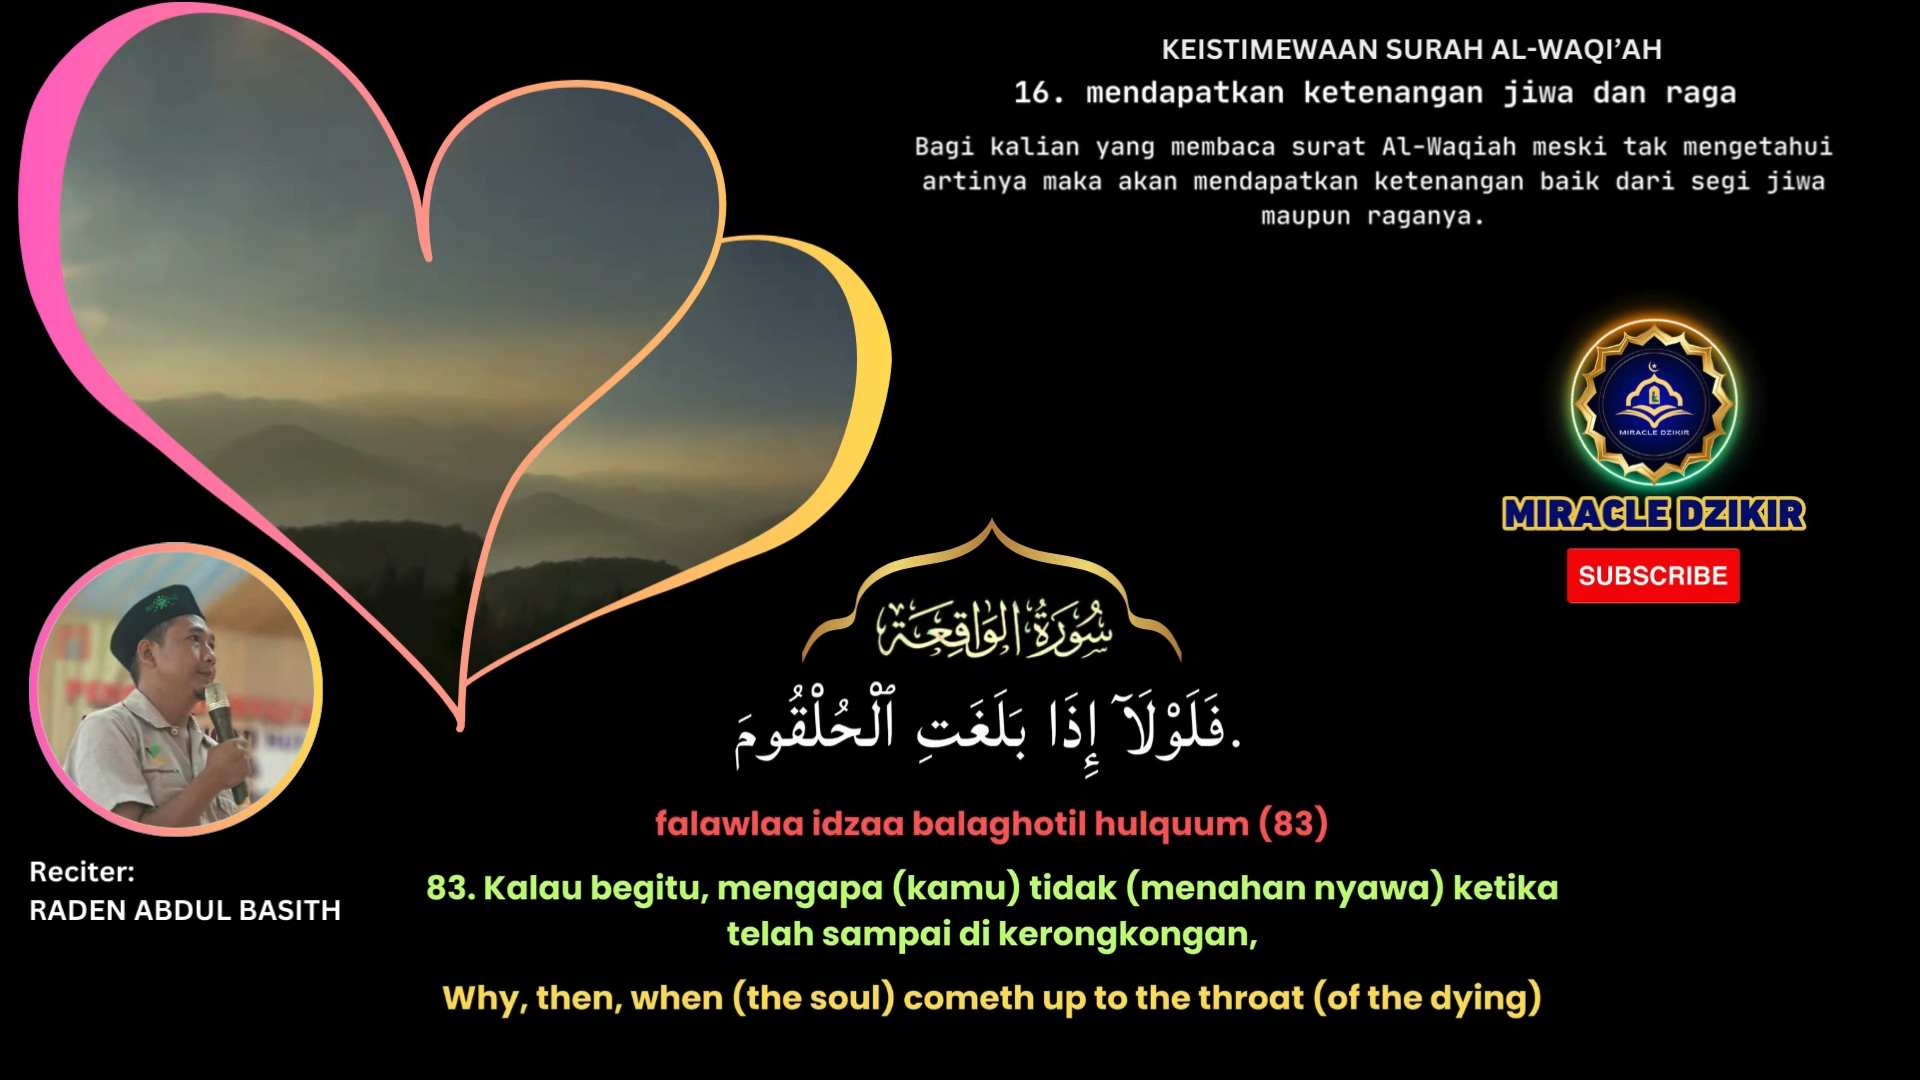 KEISTIMEWAAN SURAH AL-WAQI’AH
16. mendapatkan ketenangan jiwa dan raga
Bagi kalian yang membaca surat Al-Waqiah meski tak mengetahui
artinya maka akan mendapatkan ketenangan baik dari segi jiwa
maupun raganya.
MIRACLE DZIKIR
MIRACLE DZIKIR
SUBSCRIBE
سُورَةُ الوَاقِعَة
فَلَوْلَآ إِذَا بَلَغَتِ ٱلْحُلْقُومَ.
falawlaa idzaa balaghotil hulquum (83)
83. Kalau begitu, mengapa (kamu) tidak (menahan nyawa) ketika
telah sampai di kerongkongan,
Why, then, when (the soul) cometh up to the throat (of the dying)
Reciter:
RADEN ABDUL BASITH